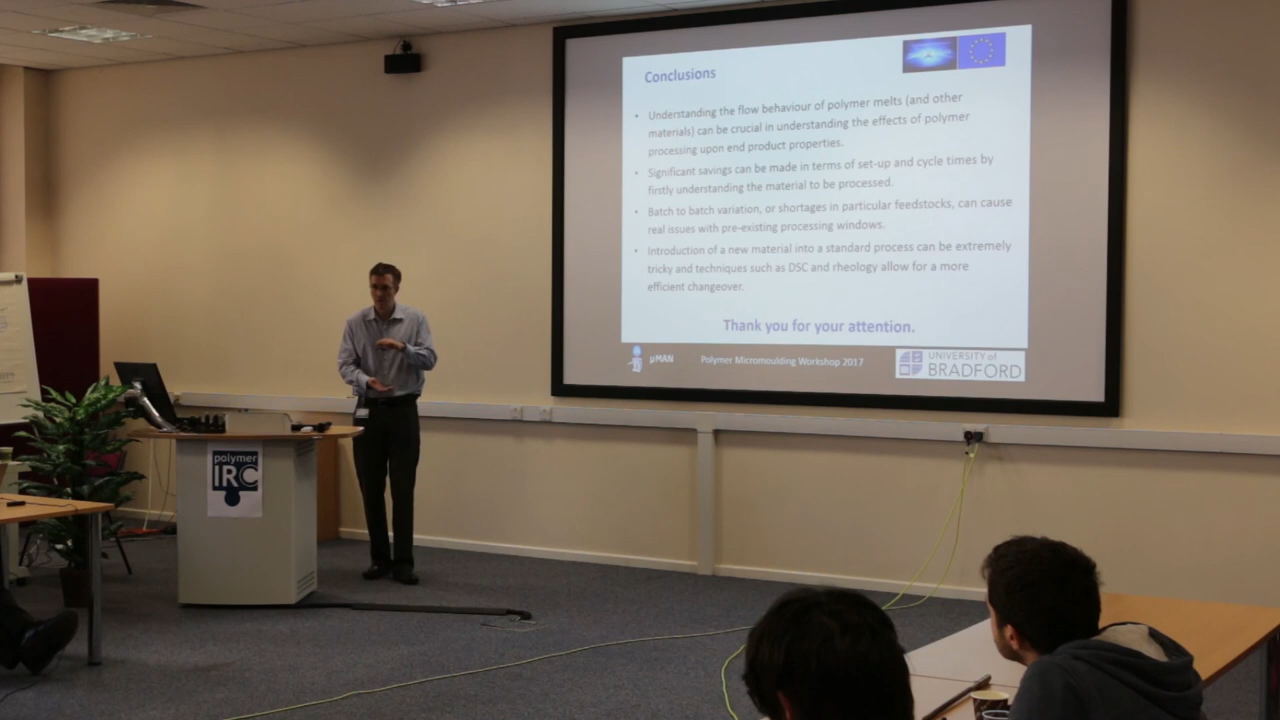 Conclusions
• Understanding the flow behaviour of polymer melts (and other
materials) can be crucial in understanding the effects of polymer
processing upon end product properties.
• Significant savings can be made in terms of set-up and cycle times by
firstly understanding the material to be processed.
• Batch to batch variation, or shortages in particular feedstocks, can cause
real issues with pre-existing processing windows.
• Introduction of a new material into a standard process can be extremely
tricky and techniques such as DSC and rheology allow for a more
efficient changeover.
Thank you for your attention.
µMAN
Polymer Micromoulding Workshop 2017
UNIVERSITY of
BRADFORD
polymer
IRC